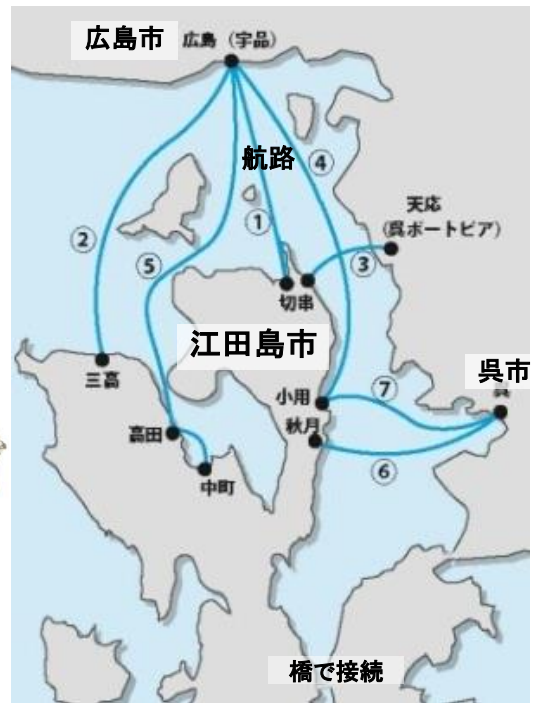 広島市
広島（宇品）
航路
④
①
②
⑤
③
天応
（呉ポートピア）
切串
江田島市
三高
小用
⑦
呉市
呉
秋月
高田
⑥
中町
橋で接続